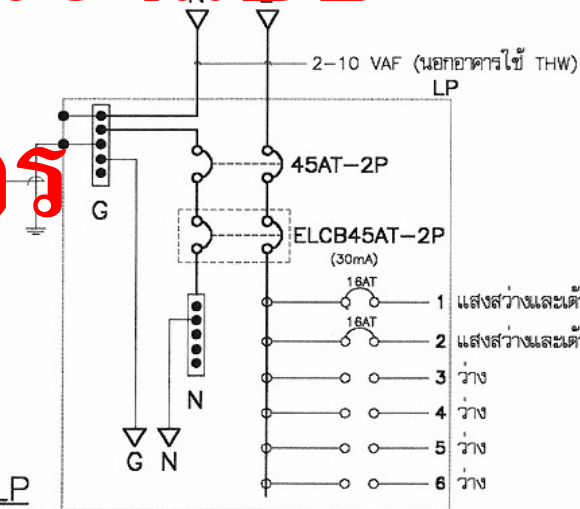 2-10 VAF (นอกอาคารใช้ THW)
LP
45AT-2P
G
ELCB45AT-2P
(30mA)
16AT
1 แสงสว่างและเต้า
16AT
2 แสงสว่างและเต้า
3 ว่าง
N
4 ว่าง
G N
5 ว่าง
6 ว่าง
LP